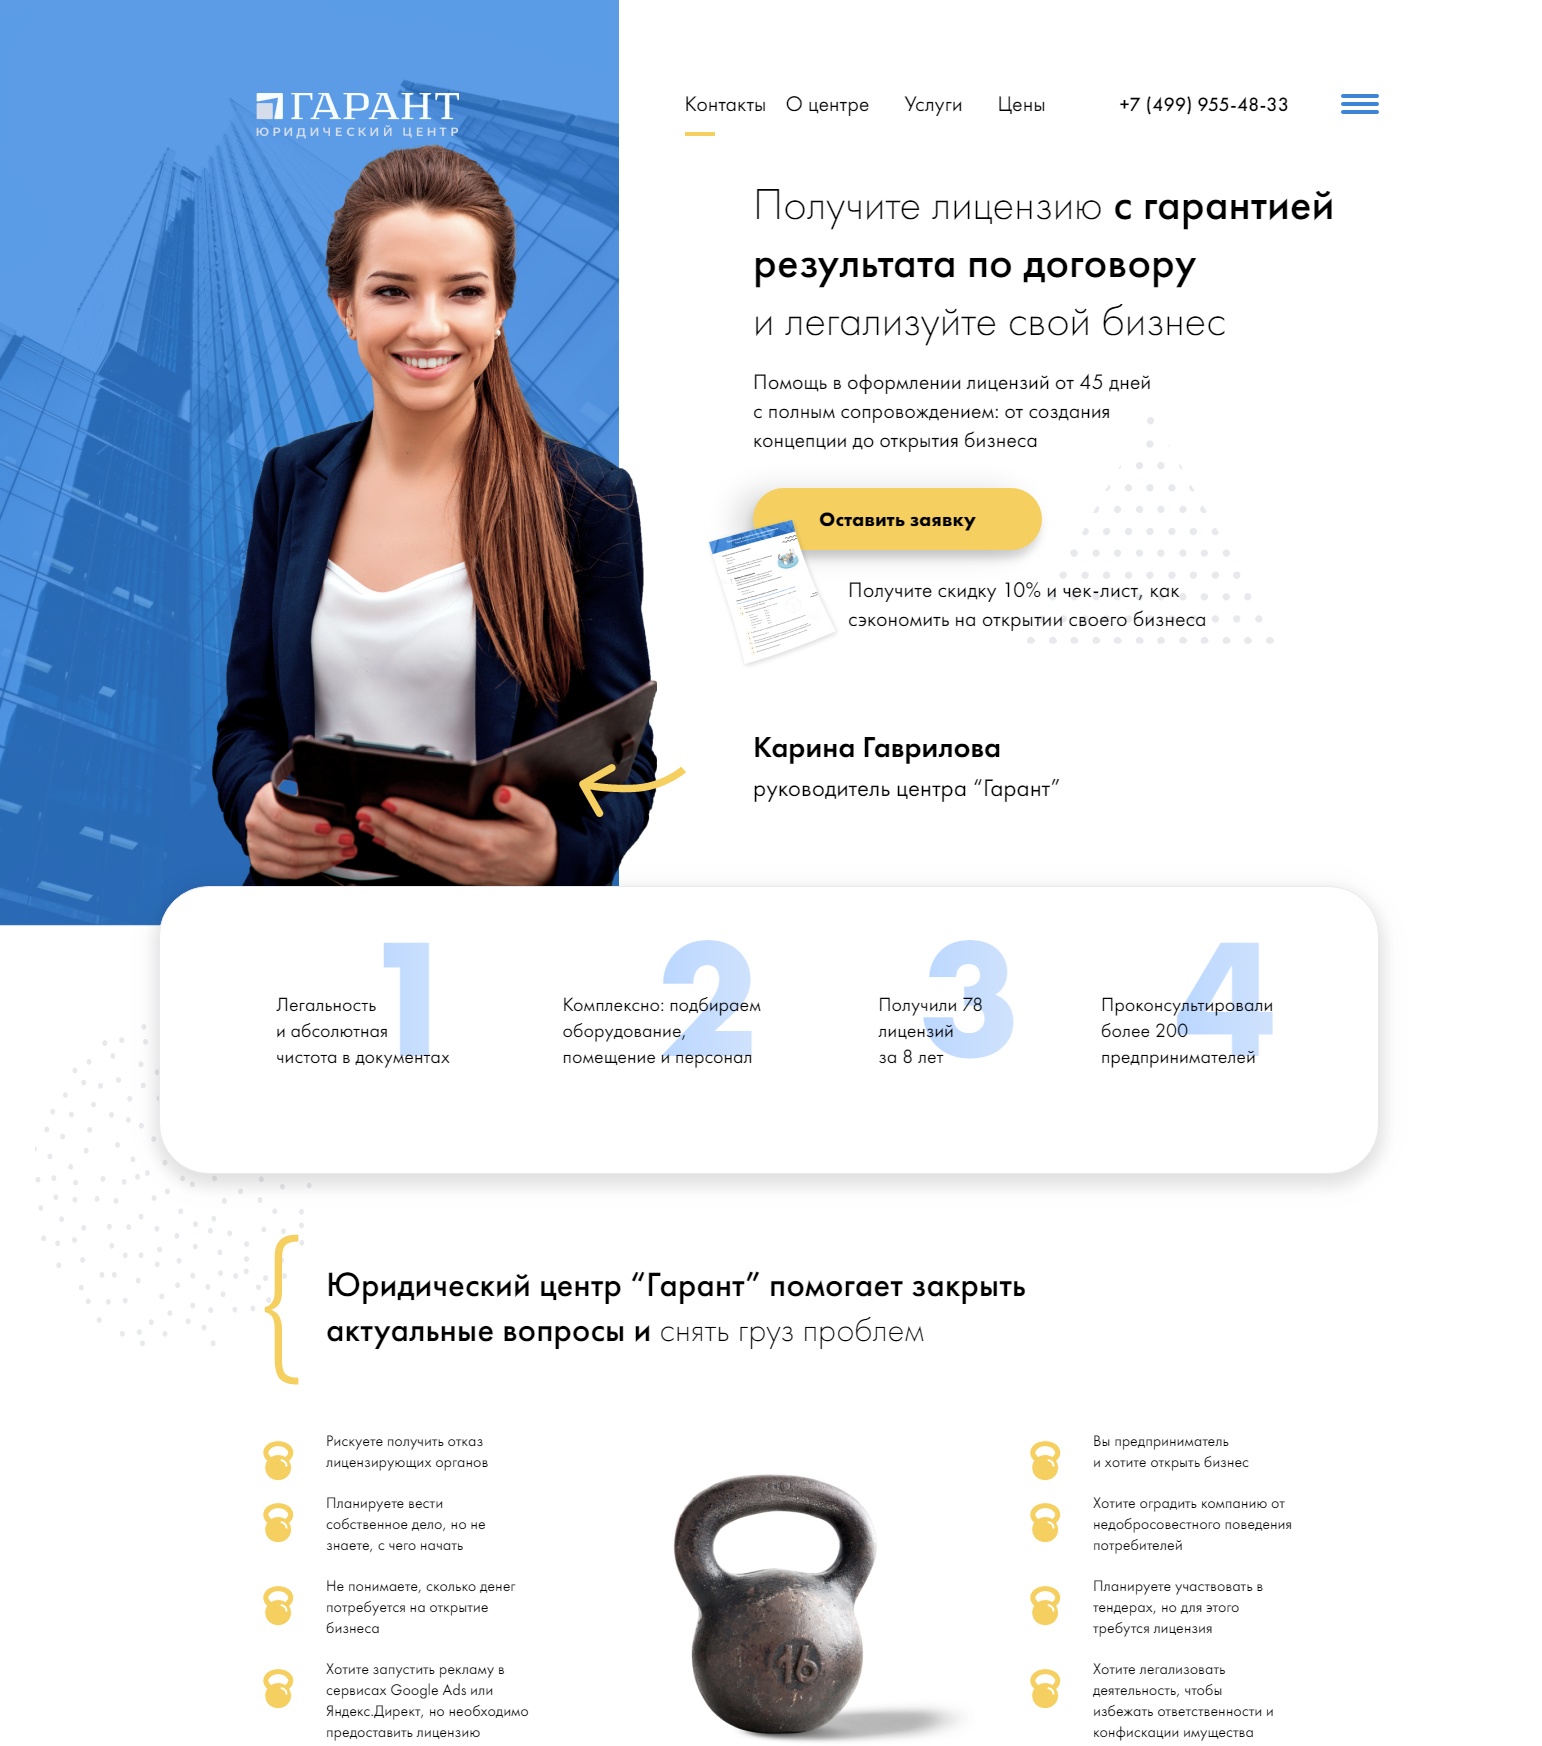 ГАРАНТ
ЮРИДИЧЕСКИЙ ЦЕНТР
Контакты О центре Услуги Цены +7 (499) 955-48-33
Получите лицензию с гарантией
результата по договору
и легализуйте свой бизнес
Помощь в оформлении лицензий от 45 дней
с полным сопровождением: от создания
концепции до открытия бизнеса
Оставить заявку
Получите скидку 10% и чек-лист, как
сэкономить на открытии своего бизнеса
Карина Гаврилова
руководитель центра “Гарант”
1
Легальность
и абсолютная
чистота в документах
2
Комплексно: подбираем
оборудование,
помещение и персонал
3
Получили 78
лицензий
за 8 лет
4
Проконсультировали
более 200
предпринимателей
Юридический центр “Гарант” помогает закрыть
актуальные вопросы и снять груз проблем
Рискуете получить отказ
лицензирующих органов
Планируете вести
собственное дело, но не
знаете, с чего начать
Не понимаете, сколько денег
потребуется на открытие
бизнеса
Хотите запустить рекламу в
сервисах Google Ads или
Яндекс.Директ, но необходимо
предоставить лицензию
16
Вы предприниматель
и хотите открыть бизнес
Хотите оградить компанию от
недобросовестного поведения
потребителей
Планируете участвовать в
тендерах, но для этого
требутся лицензия
Хотите легализовать
деятельность, чтобы
избежать ответственности и
конфискации имущества